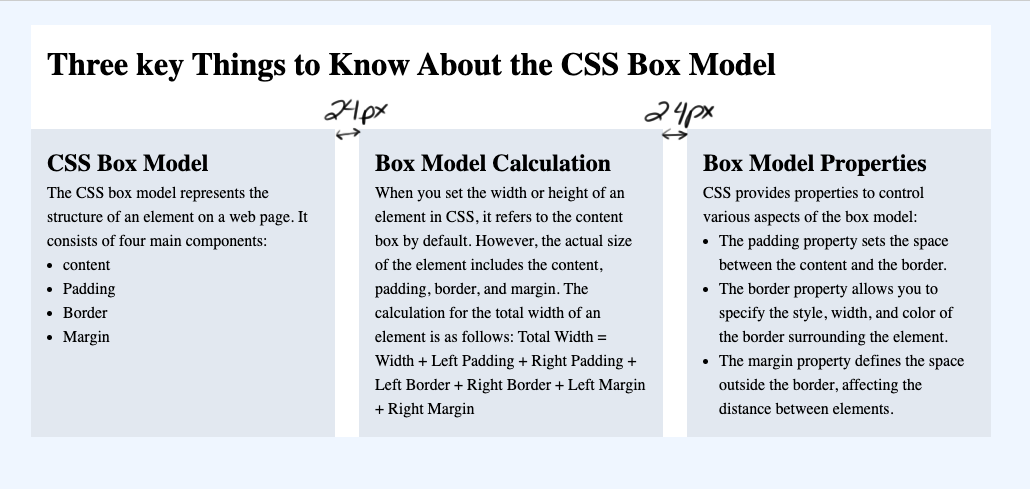 Three key Things to Know About the CSS Box Model
24px
24px
CSS Box Model
The CSS box model represents the
structure of an element on a web page. It
consists of four main components:
• content
• Padding
• Border
• Margin
Box Model Calculation
When you set the width or height of an
element in CSS, it refers to the content
box by default. However, the actual size
of the element includes the content,
padding, border, and margin. The
calculation for the total width of an
element is as follows: Total Width =
Width + Left Padding + Right Padding +
Left Border + Right Border + Left Margin
+ Right Margin
Box Model Properties
CSS provides properties to control
various aspects of the box model:
• The padding property sets the space
between the content and the border.
• The border property allows you to
specify the style, width, and color of
the border surrounding the element.
• The margin property defines the space
outside the border, affecting the
distance between elements.